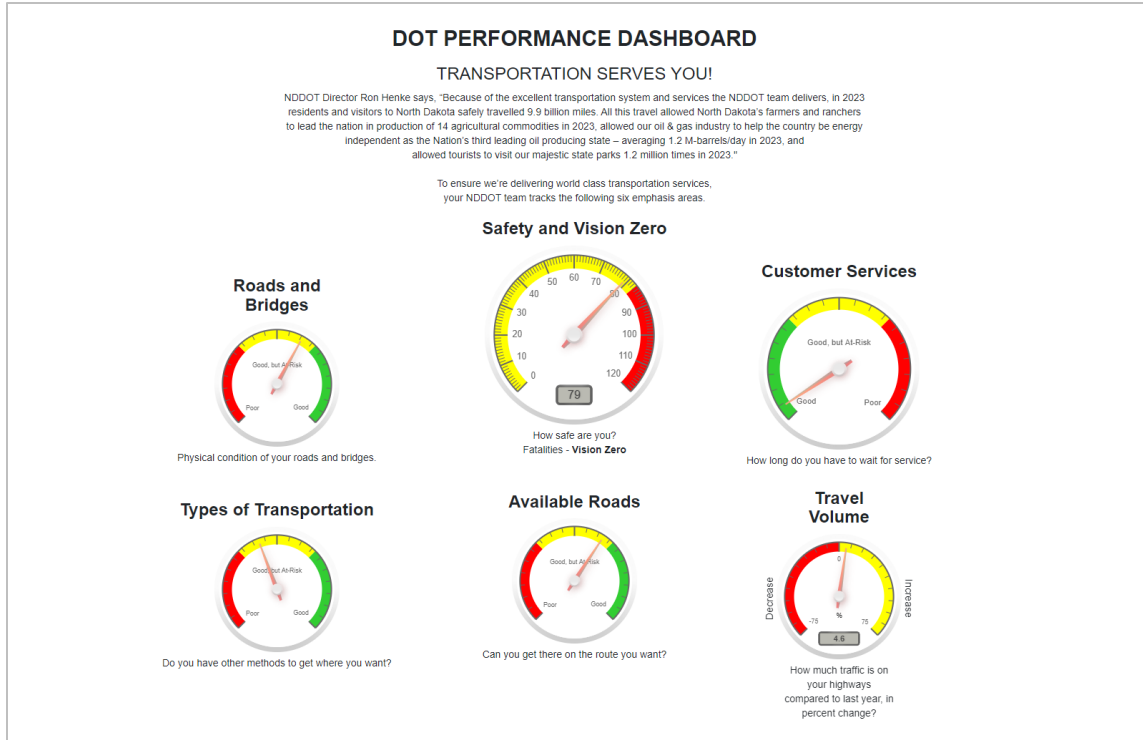 DOT PERFORMANCE DASHBOARD
TRANSPORTATION SERVES YOU!
NDDOT Director Ron Henke says, "Because of the excellent transportation system and services the NDDOT team delivers, in 2023
residents and visitors to North Dakota safely travelled 9.9 billion miles. All this travel allowed North Dakota's farmers and ranchers
to lead the nation in production of 14 agricultural commodities in 2023, allowed our oil & gas industry to help the country be energy
independent as the Nation's third leading oil producing state – averaging 1.2 M-barrels/day in 2023, and
allowed tourists to visit our majestic state parks 1.2 million times in 2023."
To ensure we're delivering world class transportation services,
your NDDOT team tracks the following six emphasis areas.
Roads and
Bridges
Good, but At-Risk
Poor
Good
Physical condition of your roads and bridges.
Safety and Vision Zero
0
10
20
30
40
50
60
70
80
90
100
110
120
79
How safe are you?
Fatalities - Vision Zero
Customer Services
Good, but At-Risk
Good
Poor
How long do you have to wait for service?
Types of Transportation
Good, but At-Risk
Poor
Good
Do you have other methods to get where you want?
Available Roads
Good, but At-Risk
Poor
Good
Can you get there on the route you want?
Travel
Volume
Decrease
0
-75
%
75
Increase
4.6
How much traffic is on
your highways
compared to last year, in
percent change?